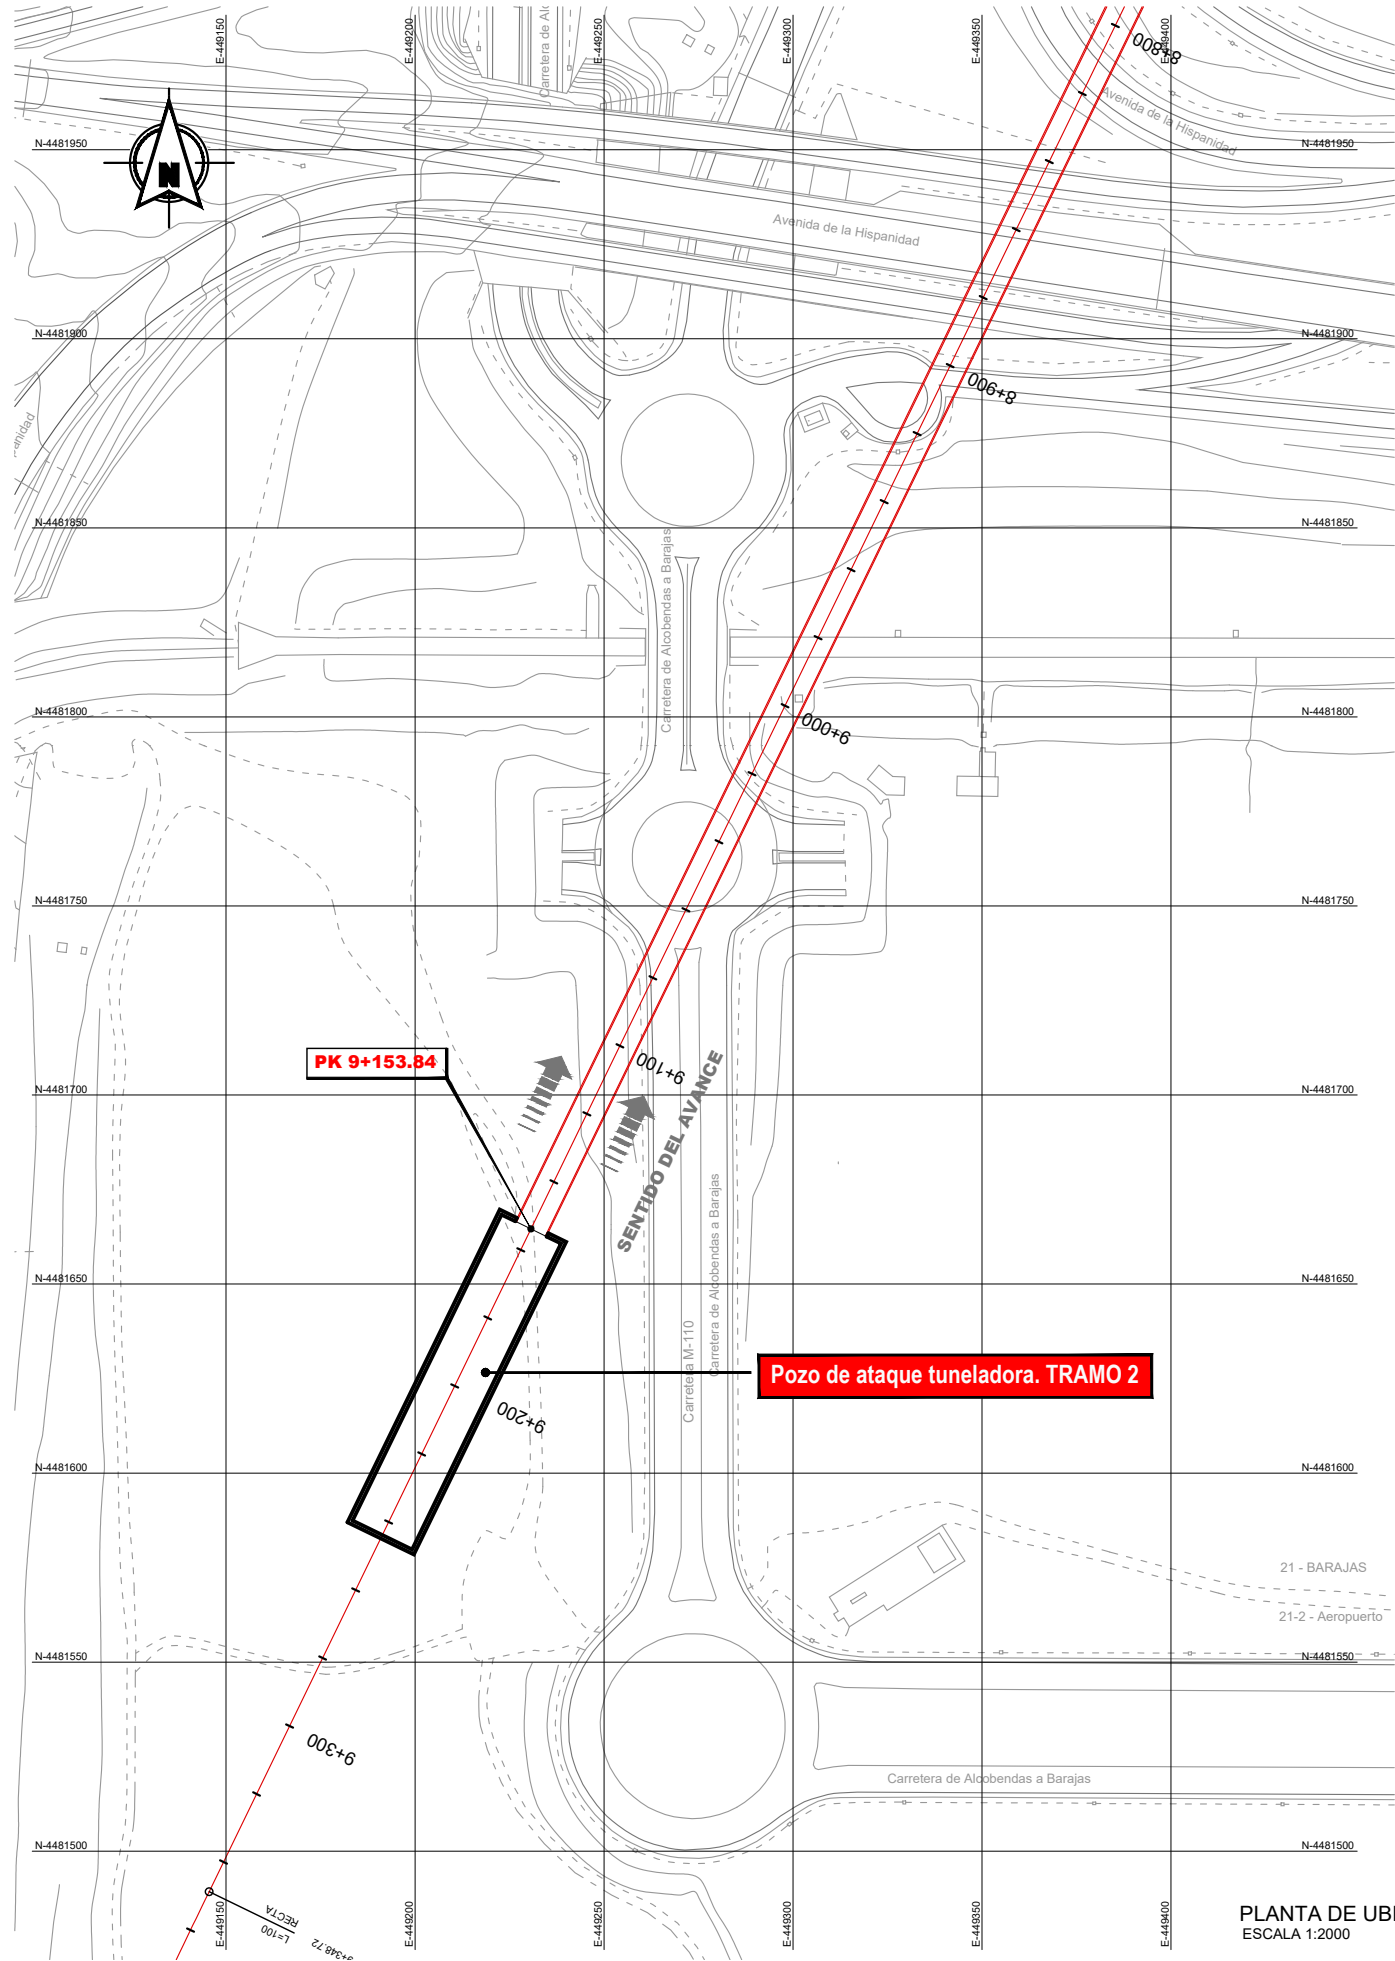 E-449150
E-449200
Carretera de Alc
E-449250
E-449300
E-449350
E-449400
8+800
Avenida de la Hispanidad
N-4481950
N-4481950
N
Avenida de la Hispanidad
N-4481900
N-4481900
8+900
anidad
N-4481850
N-4481850
Carretera de Alcobendas a Barajas
N-4481800
N-4481800
9+000
N-4481750
N-4481750
PK 9+153.84
9+100
N-4481700
N-4481700
SENTIDO DEL AVANCE
Carretera de Alcobendas a Barajas
N-4481650
N-4481650
Carretera M-110
Pozo de ataque tuneladora. TRAMO 2
9+200
N-4481600
N-4481600
21 - BARAJAS
21-2 - Aeropuerto
N-4481550
N-4481550
9+300
Carretera de Alcobendas a Barajas
N-4481500
N-4481500
RECTA
L=100
9+348.72
E-449150
E-449200
E-449250
E-449300
E-449350
E-449400
PLANTA DE UBI
ESCALA 1:2000